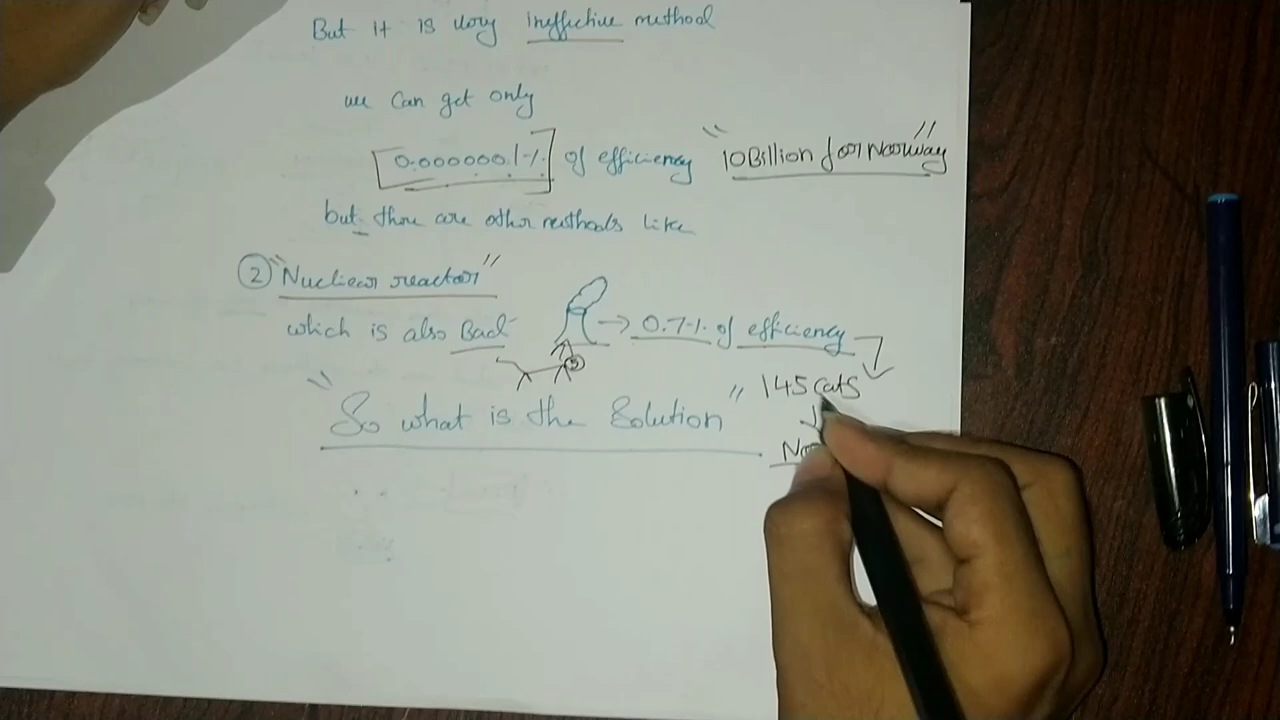 But it is very ineffective method
we can get only
0.0000001% of efficiency "10 Billion for Norway"
but there are other methods like
② "Nuclear reactor"
which is also Bad → 0.7% of efficiency
145 cats
"So what is the Solution"